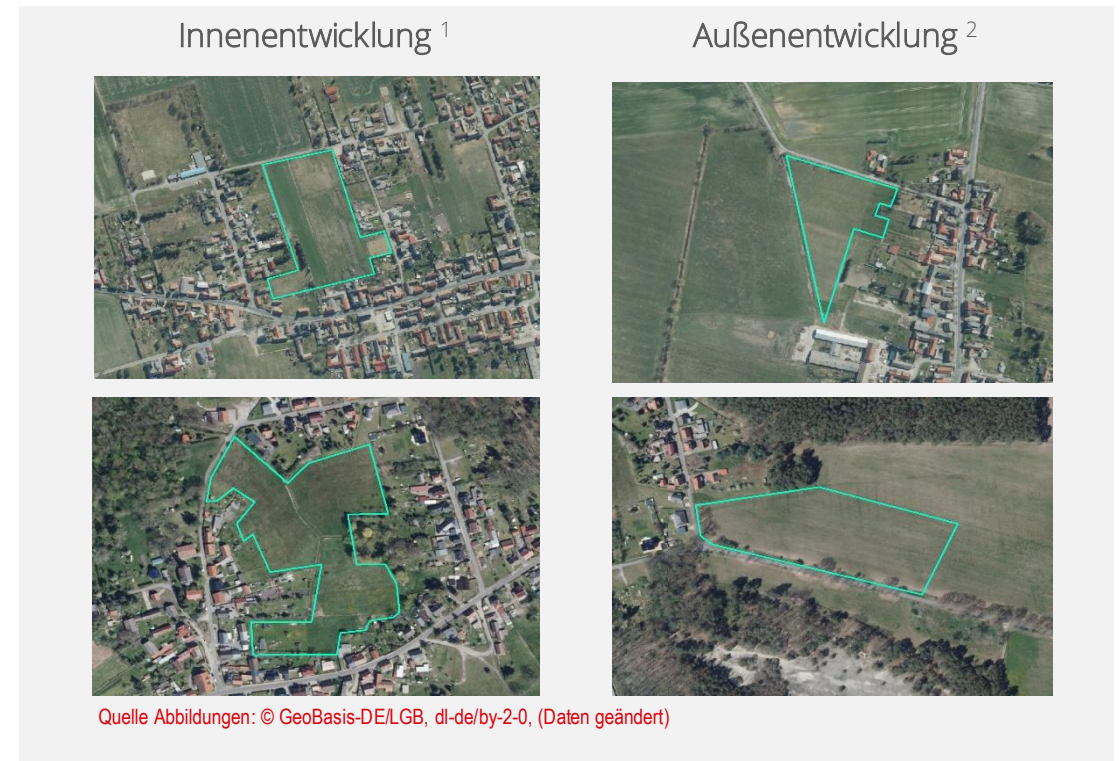 Innenentwicklung ¹
Außenentwicklung ²
Quelle Abbildungen: © GeoBasis-DE/LGB, dl-de/by-2-0, (Daten geändert)